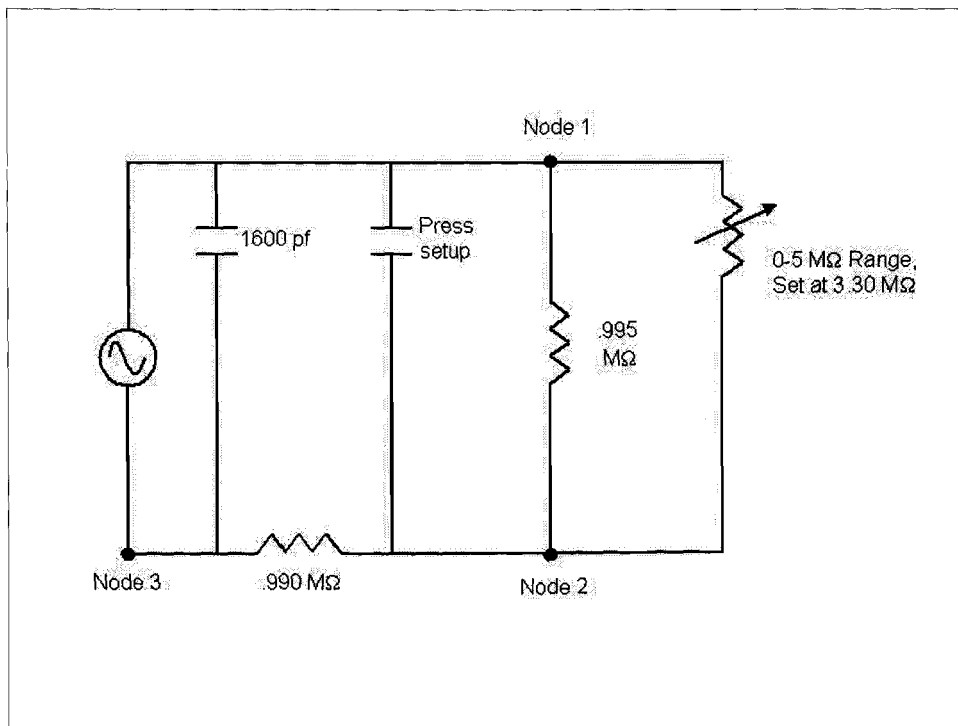 Node 1
1600 pf
Press
setup
0-5 MΩ Range,
Set at 3.30 MΩ
.995
MΩ
Node 3
.990 MΩ
Node 2